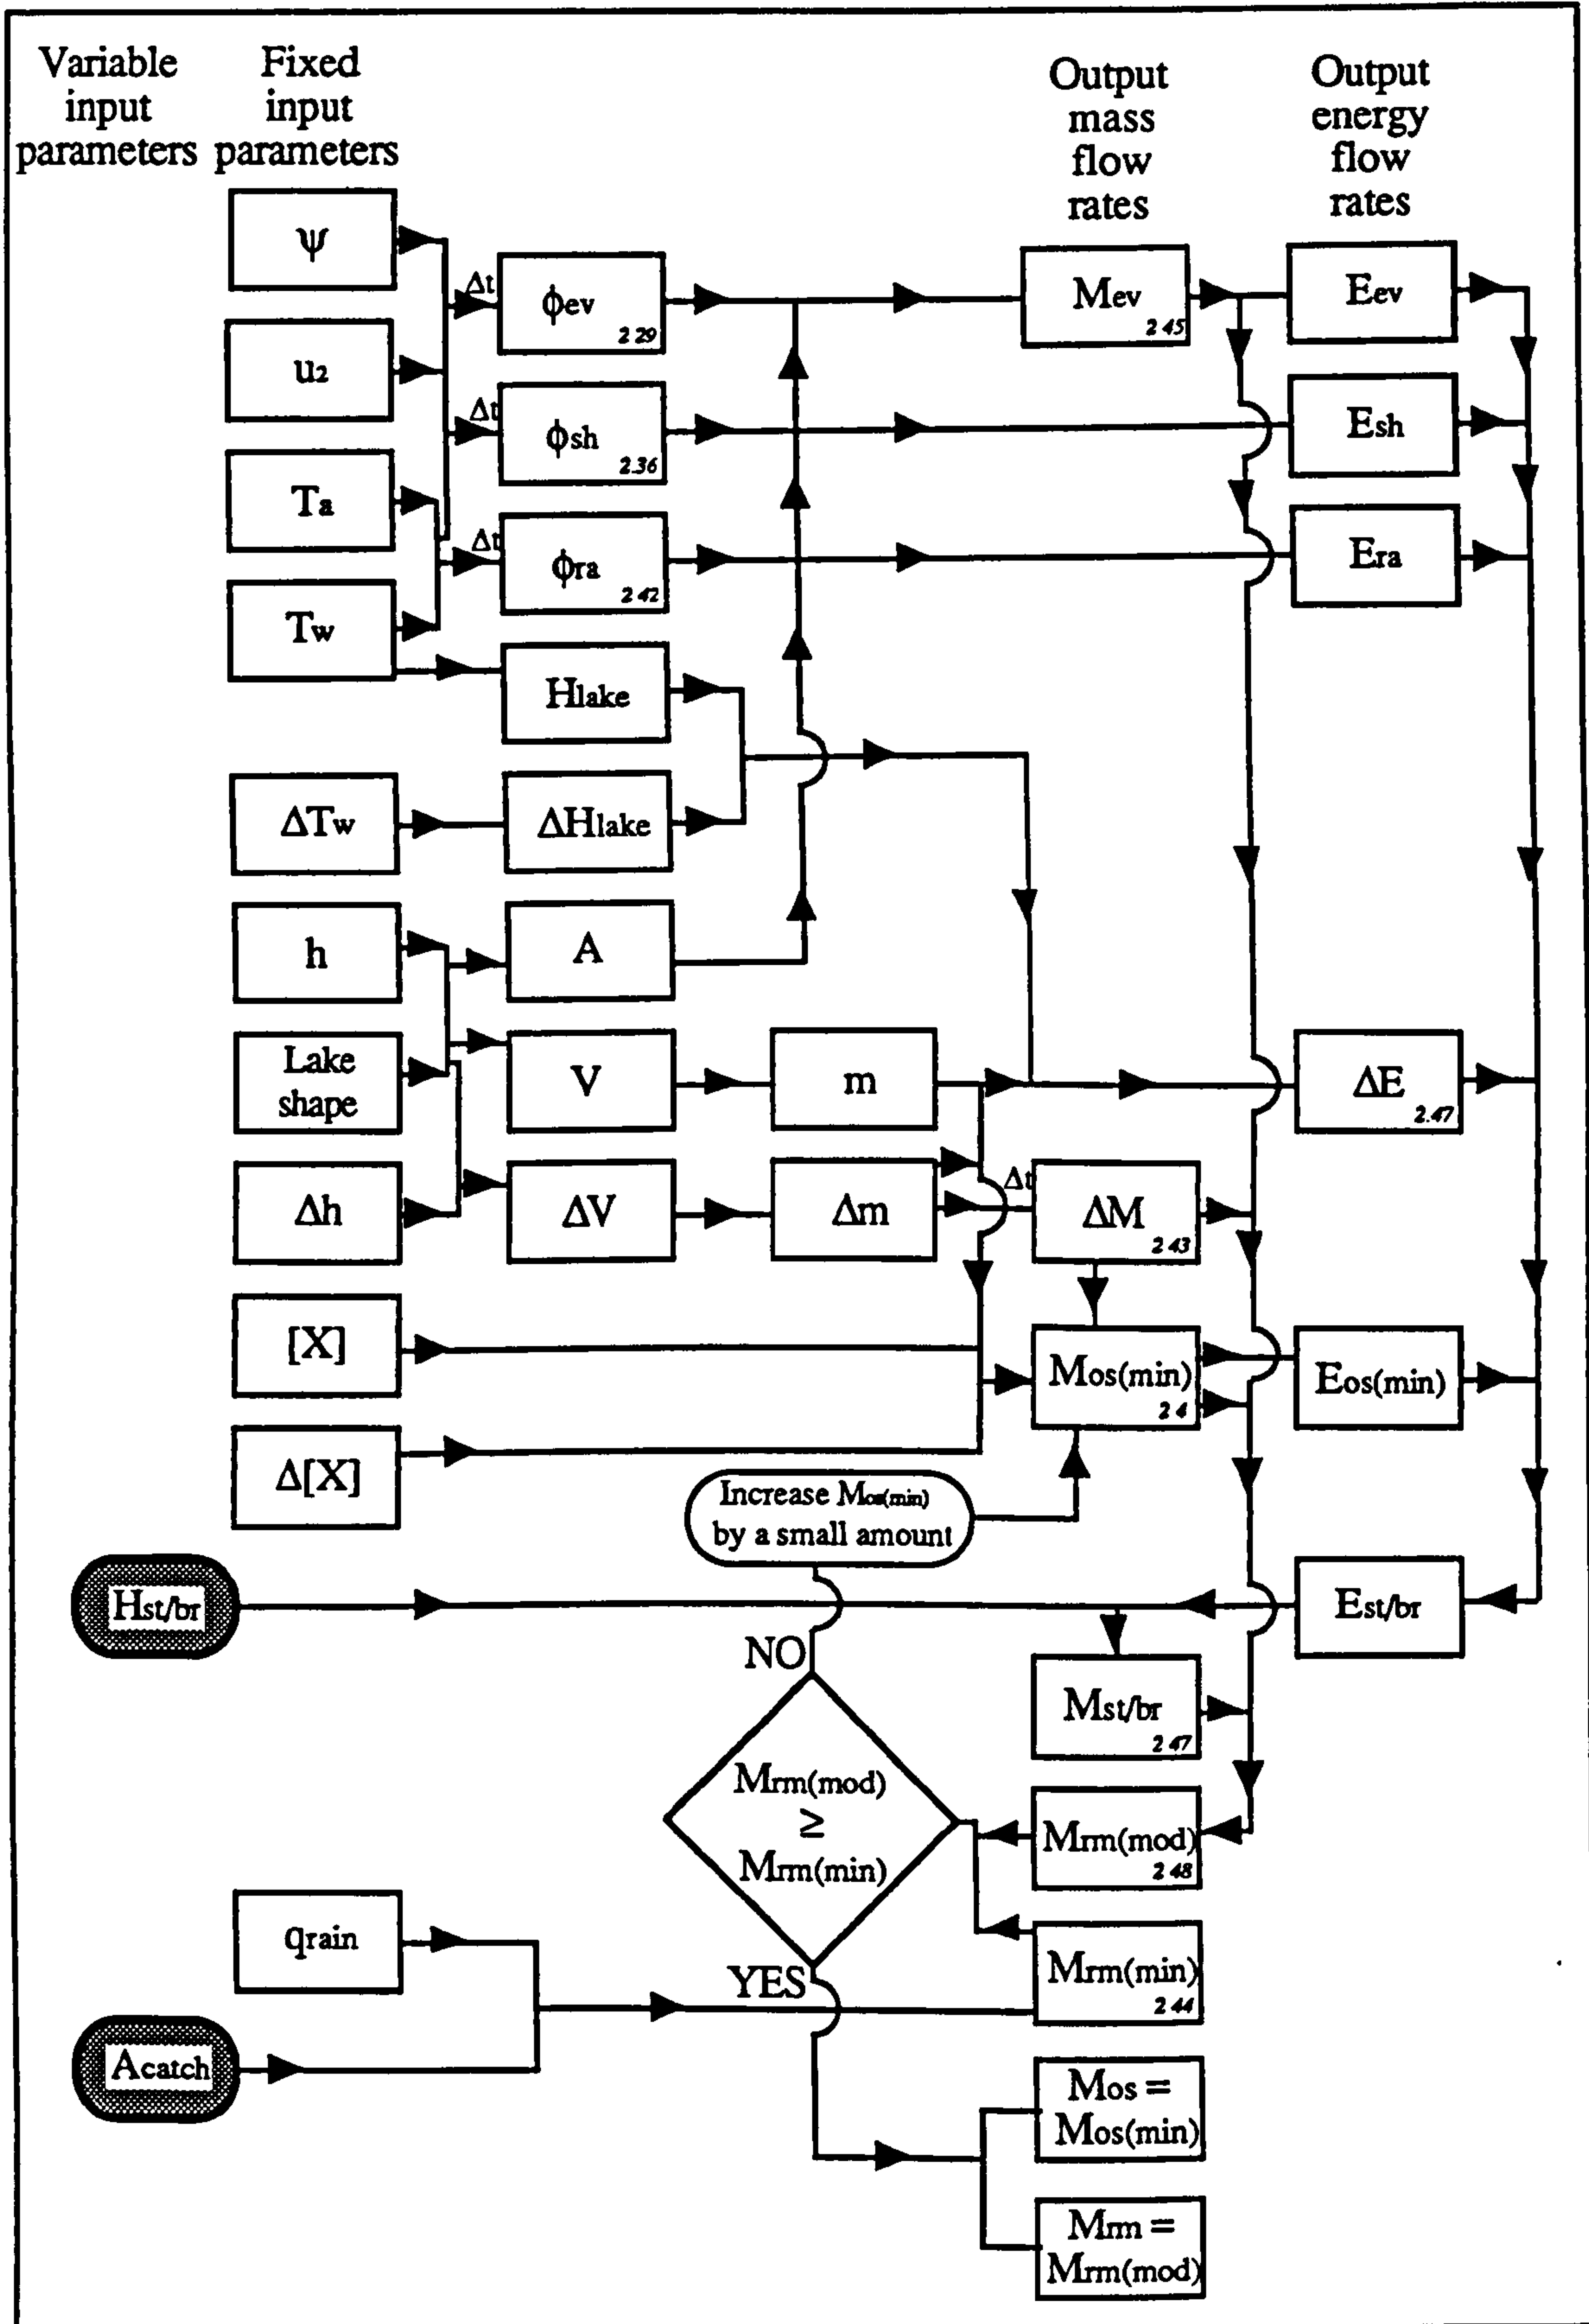 Variable
input
parameters
Fixed
input
parameters
Output
mass
flow
rates
Output
energy
flow
rates
ψ
Δt
ϕev
2 29
Mev
2 45
Eev
u2
Δt
ϕsh
2.36
Esh
Ta
Δt
ϕra
2 42
Era
Tw
Hlake
ΔTw
ΔHlake
h
A
Lake
shape
V
m
ΔE
2.47
Δh
ΔV
Δm
Δt
ΔM
2 43
[X]
Mos(min)
2 4
Eos(min)
Δ[X]
Increase Mos(min)
by a small amount
Hst/br
Est/br
NO
Mst/br
2 47
Mrm(mod)
≥
Mrm(min)
Mrm(mod)
2 48
qrain
YES
Mrm(min)
2 44
Acatch
Mos =
Mos(min)
Mrm =
Mrm(mod)